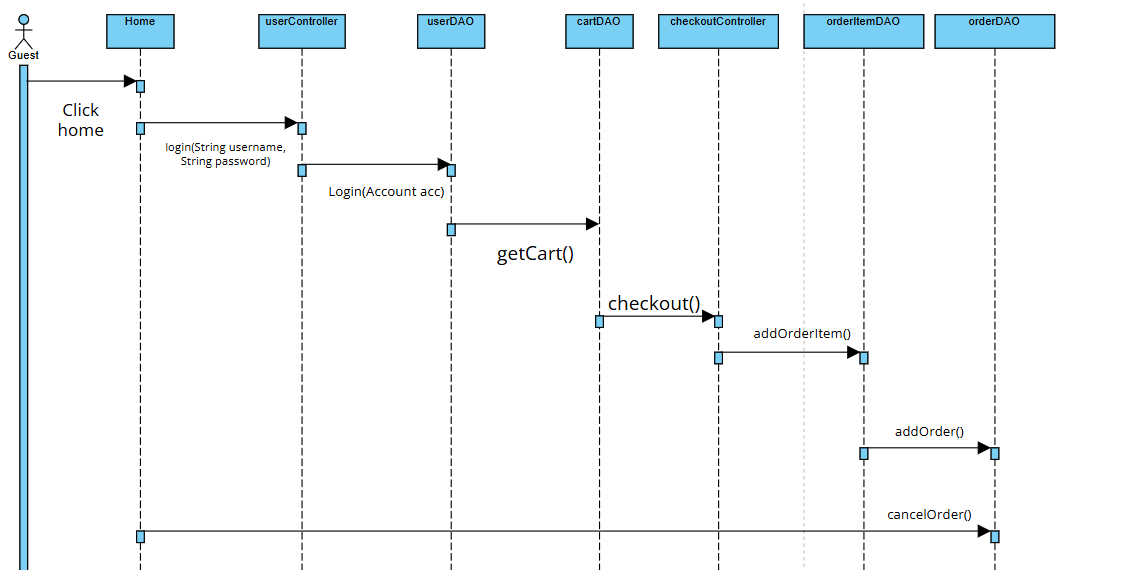 Home
userController
userDAO
cartDAO
checkoutController
orderItemDAO
orderDAO
Guest
Click
home
login(String username,
String password)
Login(Account acc)
getCart()
checkout()
addOrderItem()
addOrder()
cancelOrder()